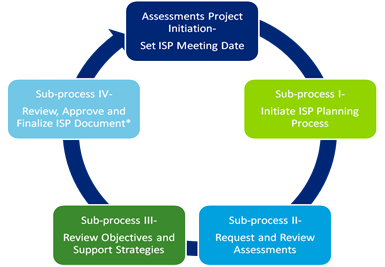 Assessments Project
Initiation-
Set ISP Meeting Date
Sub-process I-
Initiate ISP Planning
Process
Sub-process II-
Request and Review
Assessments
Sub-process III-
Review Objectives and
Support Strategies
Sub-process IV-
Review, Approve and
Finalize ISP Document*